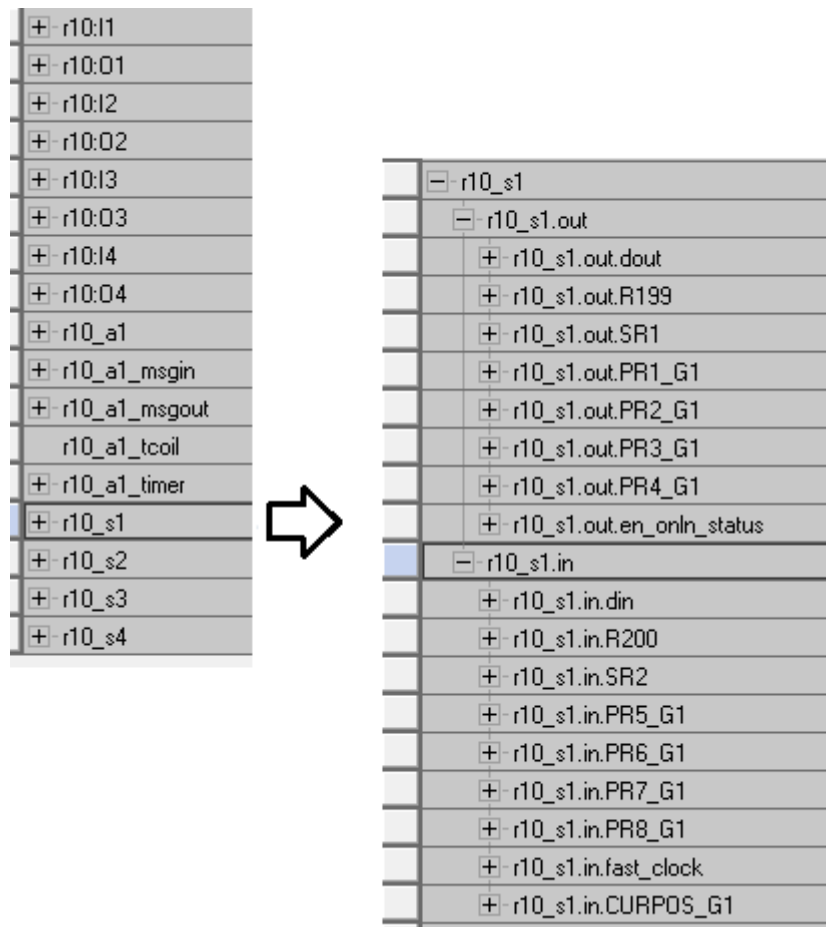 r10:I1
r10:O1
r10:I2
r10:O2
r10:I3
r10:O3
r10:I4
r10:O4
r10_a1
r10_a1_msgin
r10_a1_msgout
r10_a1_tcoil
r10_a1_timer
r10_s1
r10_s2
r10_s3
r10_s4
r10_s1
r10_s1.out
r10_s1.out.dout
r10_s1.out.R199
r10_s1.out.SR1
r10_s1.out.PR1_G1
r10_s1.out.PR2_G1
r10_s1.out.PR3_G1
r10_s1.out.PR4_G1
r10_s1.out.en_onln_status
r10_s1.in
r10_s1.in.din
r10_s1.in.R200
r10_s1.in.SR2
r10_s1.in.PR5_G1
r10_s1.in.PR6_G1
r10_s1.in.PR7_G1
r10_s1.in.PR8_G1
r10_s1.in.fast_clock
r10_s1.in.CURPOS_G1